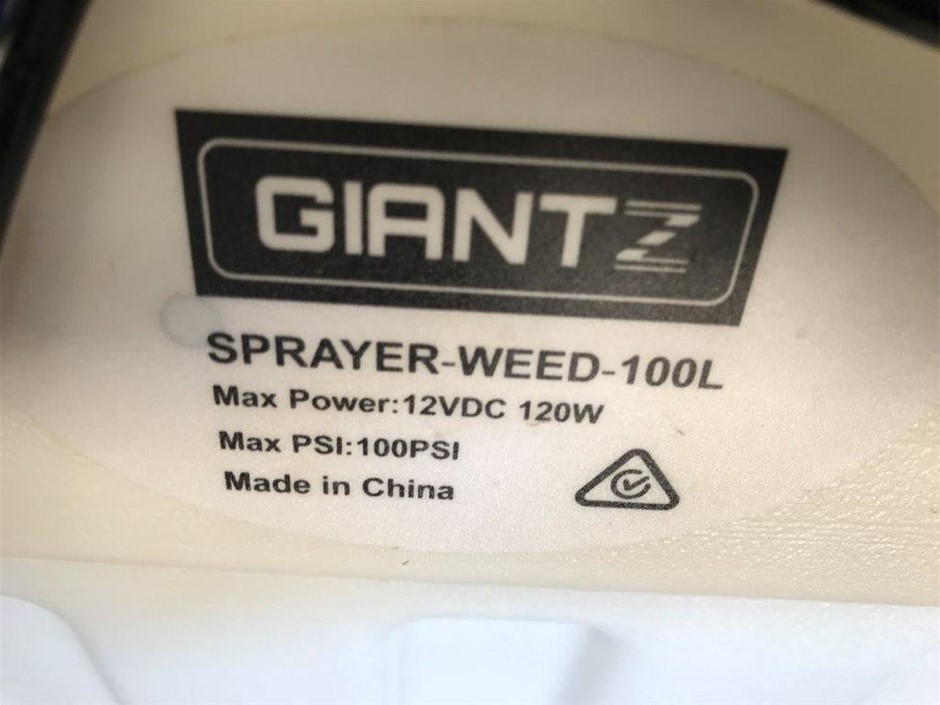 GIANTZ
SPRAYER-WEED-100L
Max Power:12VDC 120W
Max PSI:100PSI
Made in China